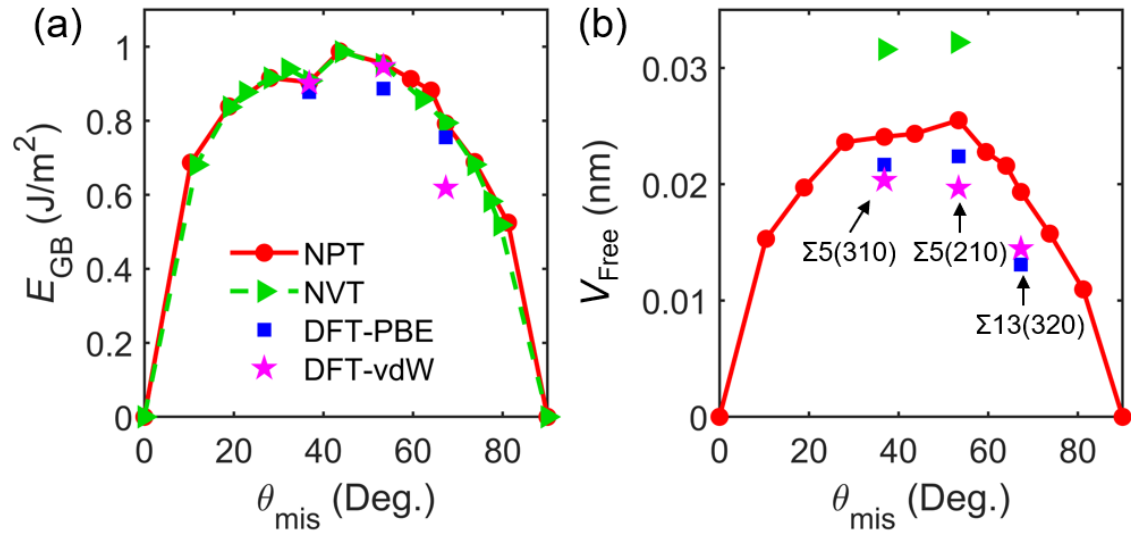 (a)
E_GB (J/m²)
1
0.8
0.6
0.4
0.2
0
NPT
NVT
DFT-PBE
DFT-vdW
0 20 40 60 80
θ_mis (Deg.)
(b)
V_Free (nm)
0.03
0.02
0.01
0
Σ5(310) Σ5(210)
Σ13(320)
0 20 40 60 80
θ_mis (Deg.)